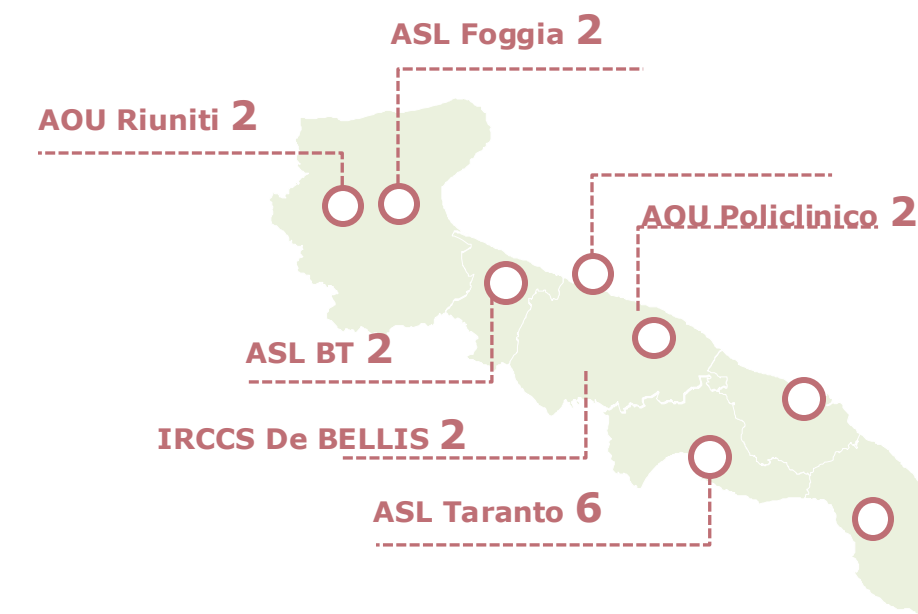 ASL Foggia 2
AOU Riuniti 2
AOU Policlinico 2
ASL BT 2
IRCCS De BELLIS 2
ASL Taranto 6